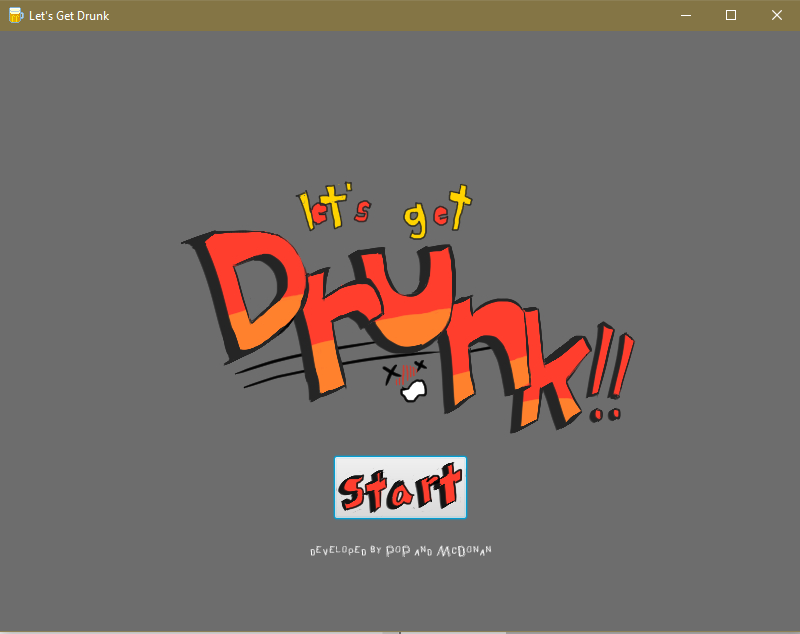 Let's Get Drunk
let's get
Drunk!!
start
DEVELOPED BY POP AND MCDONAN